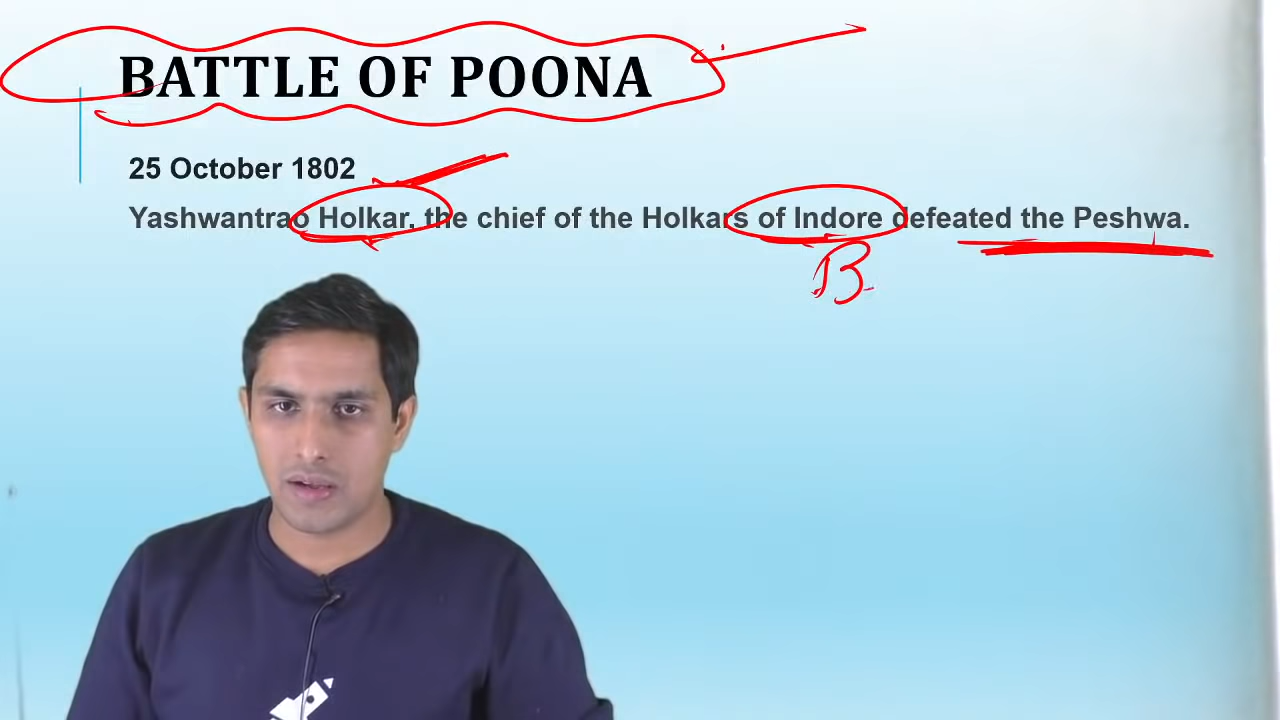 BATTLE OF POONA
25 October 1802
Yashwantrao Holkar, the chief of the Holkars of Indore defeated the Peshwa.
B